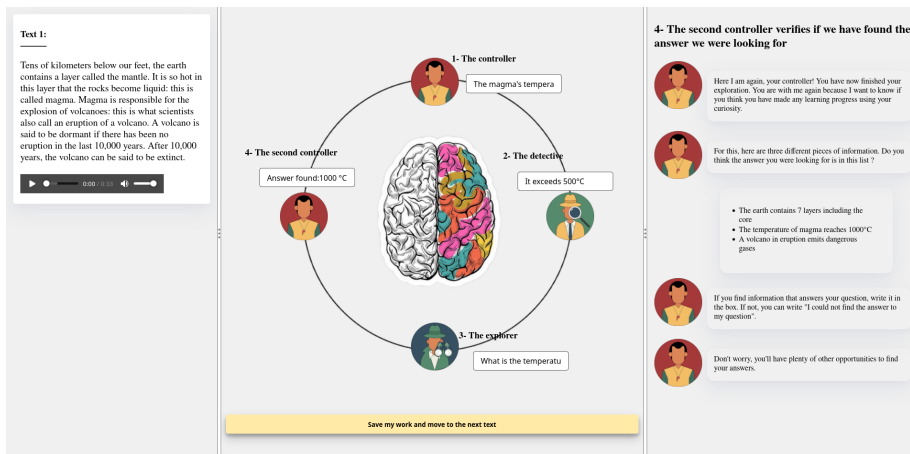 Text 1:
Tens of kilometers below our feet, the earth
contains a layer called the mantle. It is so hot in
this layer that the rocks become liquid: this is
called magma. Magma is responsible for the
explosion of volcanoes: this is what scientists
also call an eruption of a volcano. A volcano is
said to be dormant if there has been no
eruption in the last 10,000 years. After 10,000
years, the volcano can be said to be extinct.
0:00 / 0:33
1- The controller
The magma's tempera
4- The second controller
Answer found:1000 °C
2- The detective
It exceeds 500°C
3- The explorer
What is the temperatu
Save my work and move to the next text
4- The second controller verifies if we have found the
answer we were looking for
Here I am again, your controller! You have now finished your
exploration. You are with me again because I want to know if
you think you have made any learning progress using your
curiosity.
For this, here are three different pieces of information. Do you
think the answer you were looking for is in this list ?
• The earth contains 7 layers including the
core
• The temperature of magma reaches 1000°C
• A volcano in eruption emits dangerous
gases
If you find information that answers your question, write it in
the box. If not, you can write "I could not find the answer to
my question".
Don't worry, you'll have plenty of other opportunities to find
your answers.